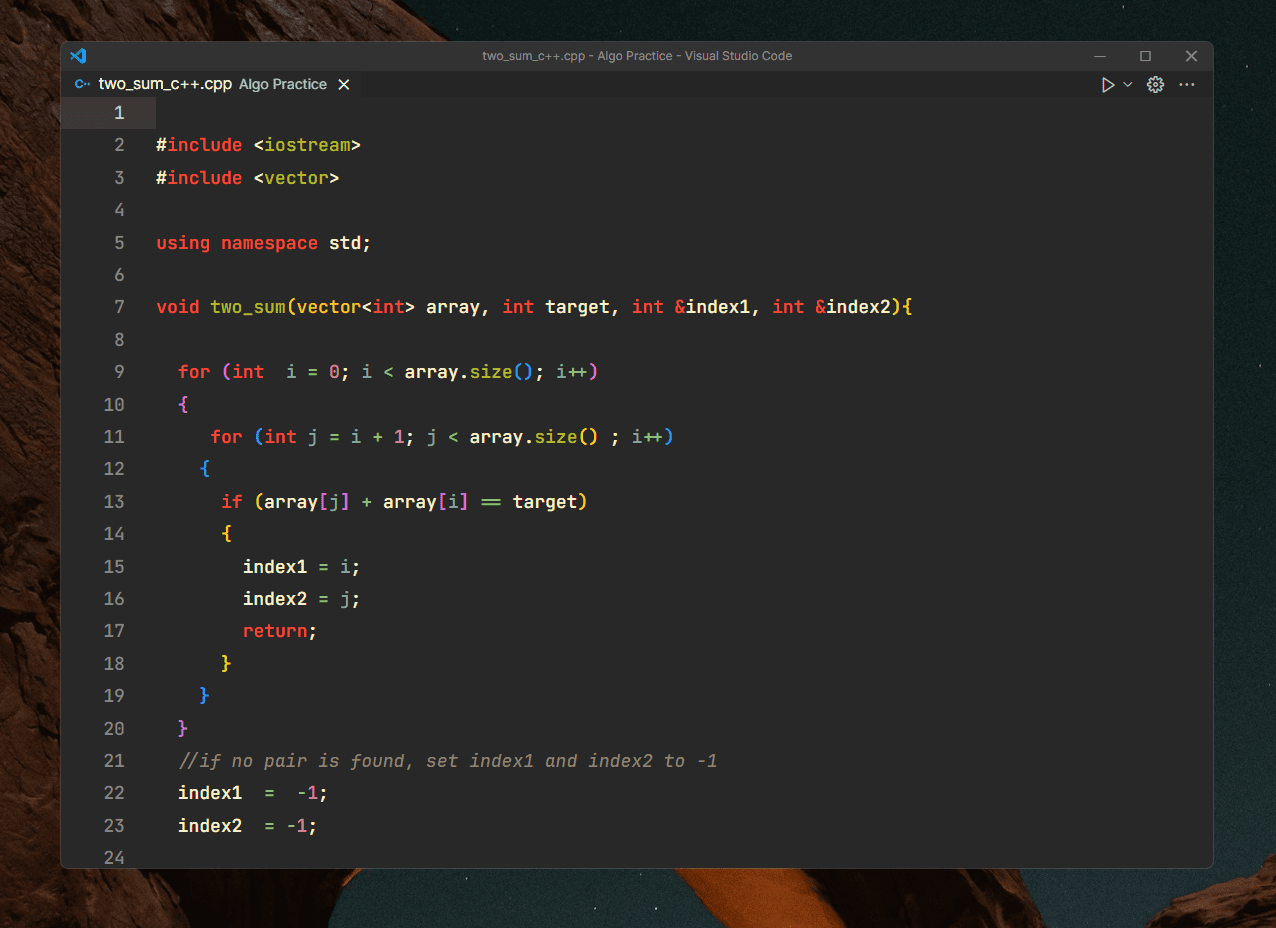 two_sum_c++.cpp - Algo Practice - Visual Studio Code
C++ two_sum_c++.cpp Algo Practice
1
2 #include <iostream>
3 #include <vector>
4
5 using namespace std;
6
7 void two_sum(vector<int> array, int target, int &index1, int &index2){
8
9 for (int  i = 0; i < array.size(); i++)
10 {
11 for (int j = i + 1; j < array.size() ; i++)
12 {
13 if (array[j] + array[i] == target)
14 {
15 index1 = i;
16 index2 = j;
17 return;
18 }
19 }
20 }
21 //if no pair is found, set index1 and index2 to -1
22 index1  =  -1;
23 index2  = -1;
24